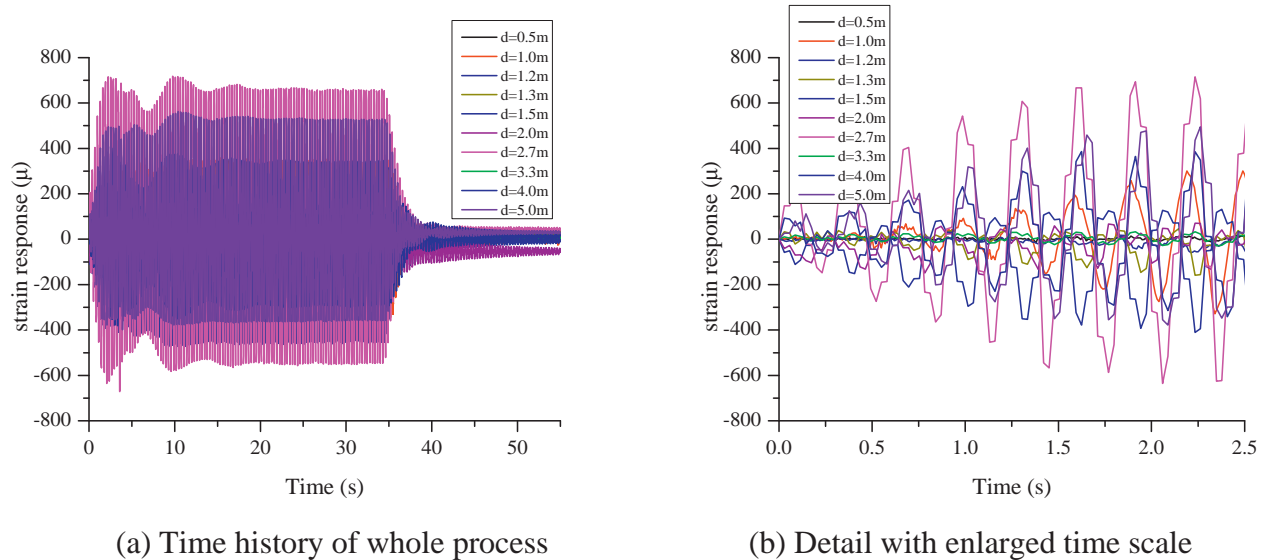 d=0.5m
d=1.0m
d=1.2m
d=1.3m
d=1.5m
d=2.0m
d=2.7m
d=3.3m
d=4.0m
d=5.0m
800
600
400
200
0
-200
-400
-600
-800
strain response (μ)
0 10 20 30 40 50
Time (s)
(a) Time history of whole process
d=0.5m
d=1.0m
d=1.2m
d=1.3m
d=1.5m
d=2.0m
d=2.7m
d=3.3m
d=4.0m
d=5.0m
800
600
400
200
0
-200
-400
-600
-800
strain response (μ)
0.0 0.5 1.0 1.5 2.0 2.5
Time (s)
(b) Detail with enlarged time scale